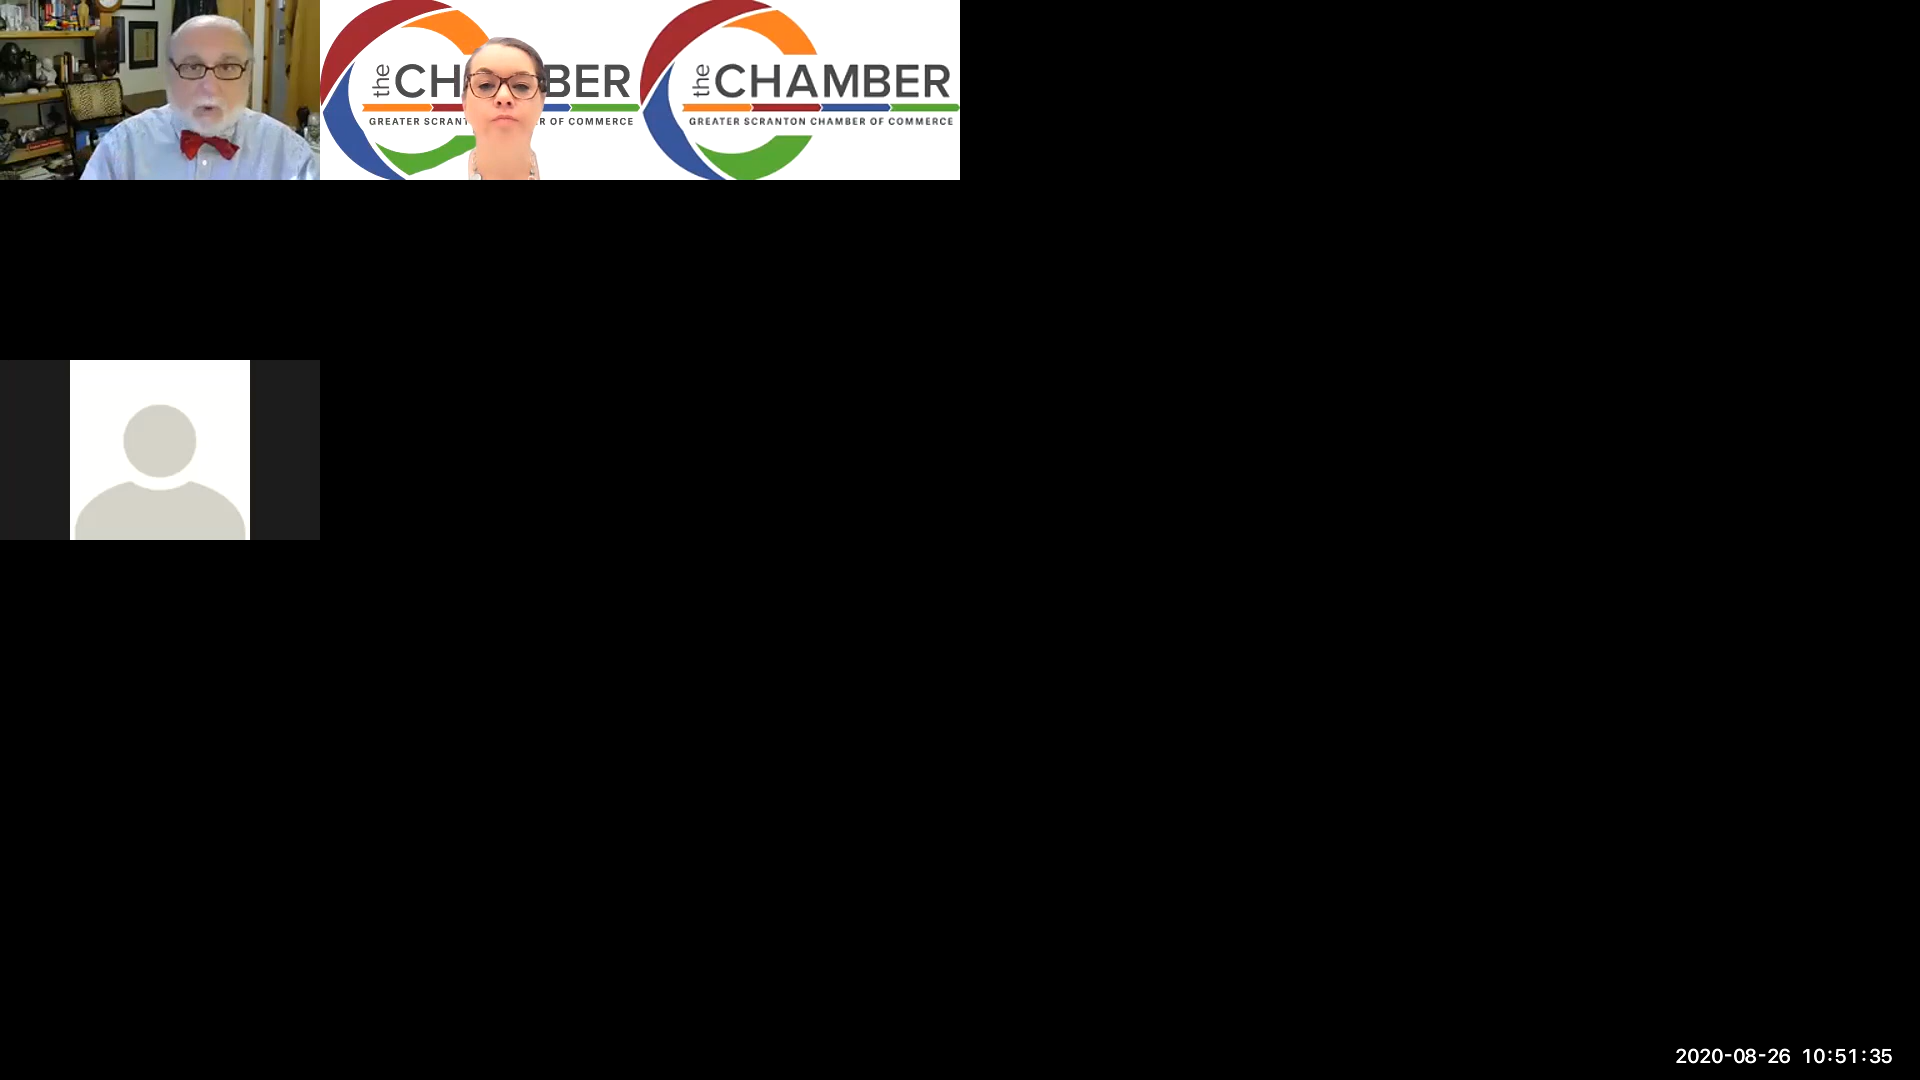 the CH BER
GREATER SCRANT R OF COMMERCE
the CHAMBER
GREATER SCRANTON CHAMBER OF COMMERCE
2020-08-26 10:51:35